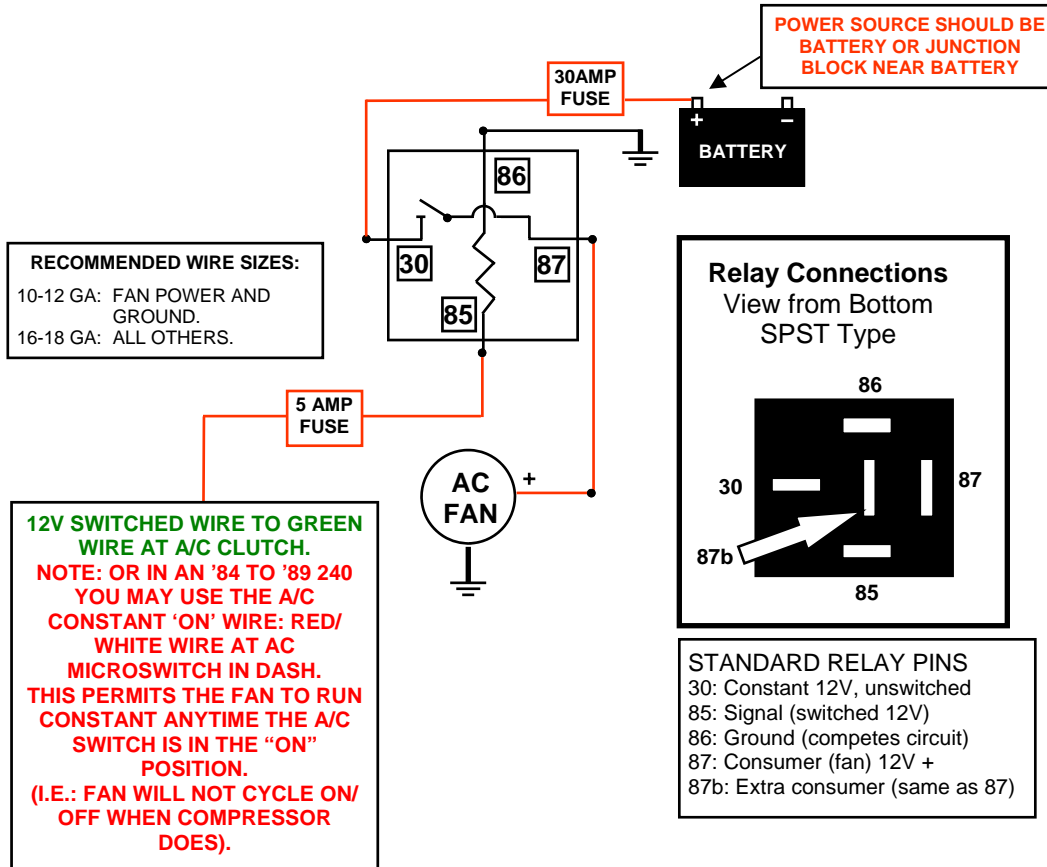 POWER SOURCE SHOULD BE
BATTERY OR JUNCTION
BLOCK NEAR BATTERY
30AMP
FUSE
+ –
BATTERY
86
30
87
85
RECOMMENDED WIRE SIZES:
10-12 GA: FAN POWER AND
GROUND.
16-18 GA: ALL OTHERS.
5 AMP
FUSE
AC
FAN
+
12V SWITCHED WIRE TO GREEN
WIRE AT A/C CLUTCH.
NOTE: OR IN AN ’84 TO ’89 240
YOU MAY USE THE A/C
CONSTANT ‘ON’ WIRE: RED/
WHITE WIRE AT AC
MICROSWITCH IN DASH.
THIS PERMITS THE FAN TO RUN
CONSTANT ANYTIME THE A/C
SWITCH IS IN THE “ON”
POSITION.
(I.E.: FAN WILL NOT CYCLE ON/
OFF WHEN COMPRESSOR
DOES).
Relay Connections
View from Bottom
SPST Type
86
30
87
87b
85
STANDARD RELAY PINS
30: Constant 12V, unswitched
85: Signal (switched 12V)
86: Ground (competes circuit)
87: Consumer (fan) 12V +
87b: Extra consumer (same as 87)